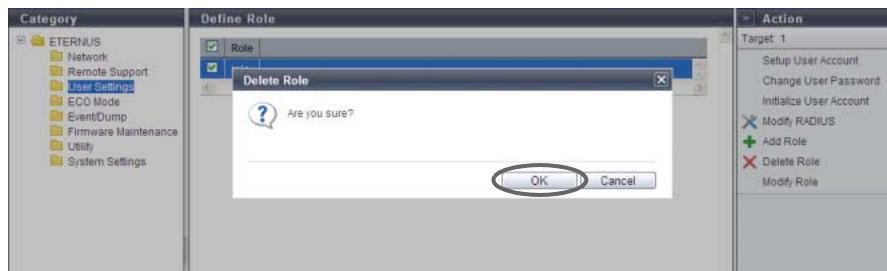 Category
ETERNUS
Network
Remote Support
User Settings
ECO Mode
Event/Dump
Firmware Maintenance
Utility
System Settings
Define Role
Role
Delete Role
Are you sure?
OK
Cancel
Action
Target: 1
Setup User Account
Change User Password
Initialize User Account
Modify RADIUS
Add Role
Delete Role
Modify Role